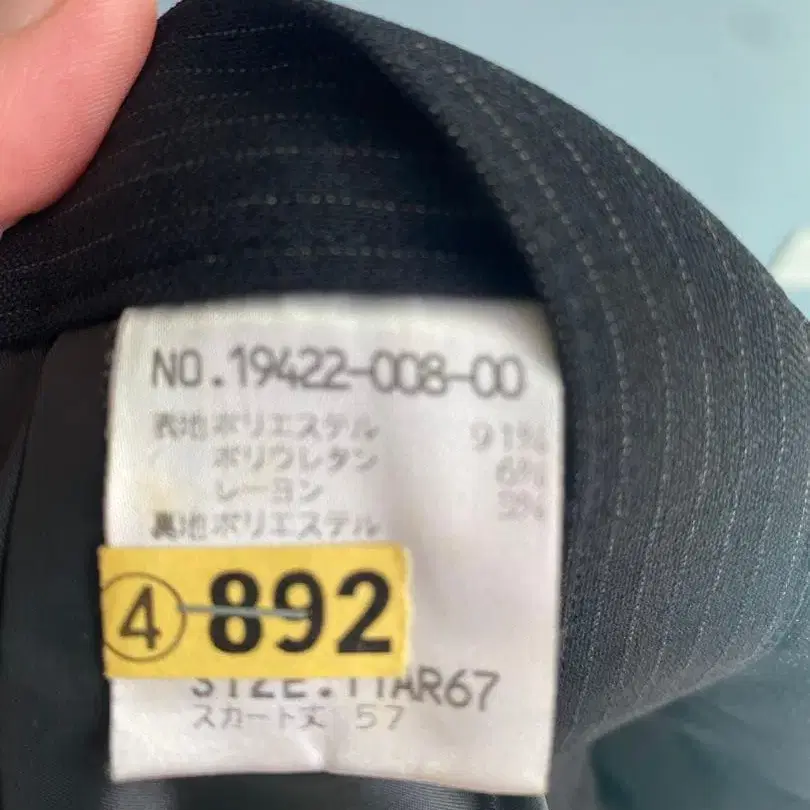 NO.19422-008-00
表地ポリエステル 91%
ポリウレタン 6%
レーヨン 3%
裏地ポリエステル
④ 892
SIZE.11AR67
スカート丈 57